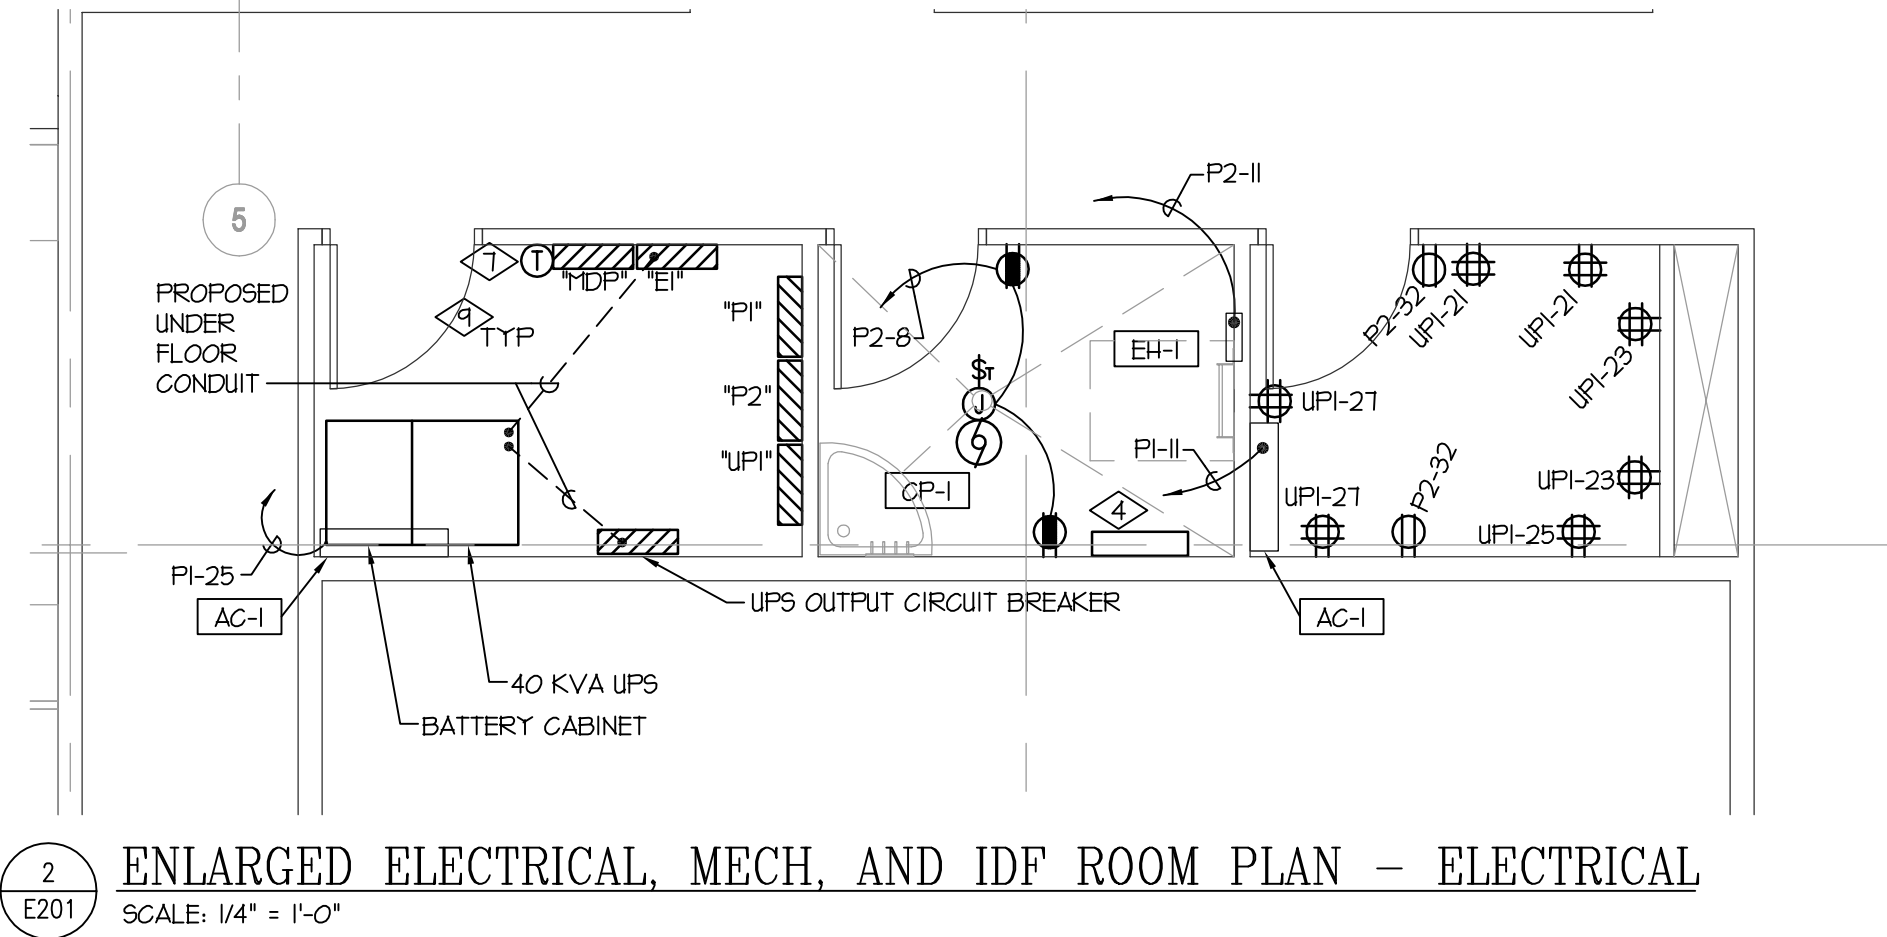 5
P2-11
7
T
"MDP"
"E1"
PROPOSED
UNDER
FLOOR
CONDUIT
9
TYP
"P1"
P2-8
EH-1
P2-32
UP1-21
UP1-21
UP1-23
"P2"
$T
J
UP1-27
"UP1"
P1-11
P2-32
CP-1
4
UP1-27
UP1-23
UP1-25
P1-25
AC-1
UPS OUTPUT CIRCUIT BREAKER
AC-1
40 KVA UPS
BATTERY CABINET
2
E201
ENLARGED ELECTRICAL, MECH, AND IDF ROOM PLAN - ELECTRICAL
SCALE: 1/4" = 1'-0"